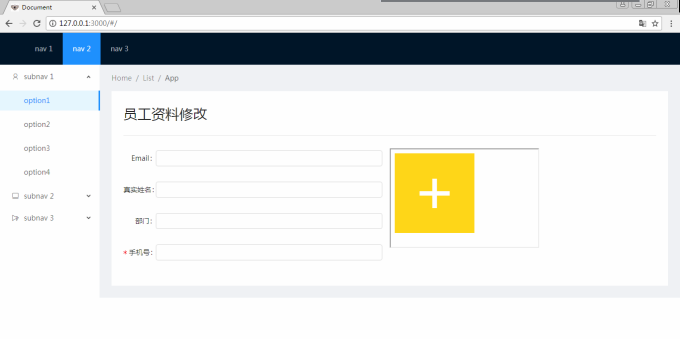 Document
127.0.0.1:3000/#/
nav 1
nav 2
nav 3
subnav 1
option1
option2
option3
option4
subnav 2
subnav 3
Home / List / App
员工资料修改
Email:
真实姓名:
部门:
* 手机号: